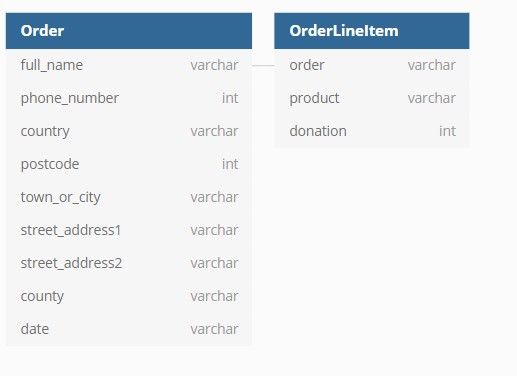 Order
full_name varchar
phone_number int
country varchar
postcode int
town_or_city varchar
street_address1 varchar
street_address2 varchar
county varchar
date varchar
OrderLineItem
order varchar
product varchar
donation int